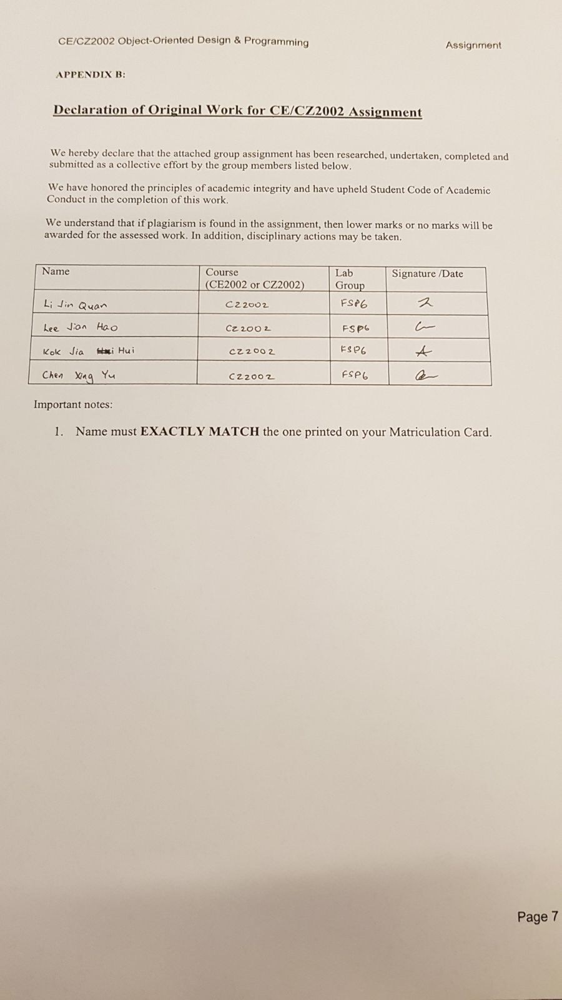 CE/CZ2002 Object-Oriented Design & Programming Assignment
APPENDIX B:
Declaration of Original Work for CE/CZ2002 Assignment
We hereby declare that the attached group assignment has been researched, undertaken, completed and
submitted as a collective effort by the group members listed below.
We have honored the principles of academic integrity and have upheld Student Code of Academic
Conduct in the completion of this work.
We understand that if plagiarism is found in the assignment, then lower marks or no marks will be
awarded for the assessed work. In addition, disciplinary actions may be taken.
Name Course Lab Signature /Date
(CE2002 or CZ2002) Group
Li Jin Quan CZ2002 FSP6
Lee Jian Hao CZ2002 FSP6
Kok Jia Hui CZ2002 FSP6
Chen Xing Yu CZ2002 FSP6
Important notes:
1. Name must EXACTLY MATCH the one printed on your Matriculation Card.
Page 7